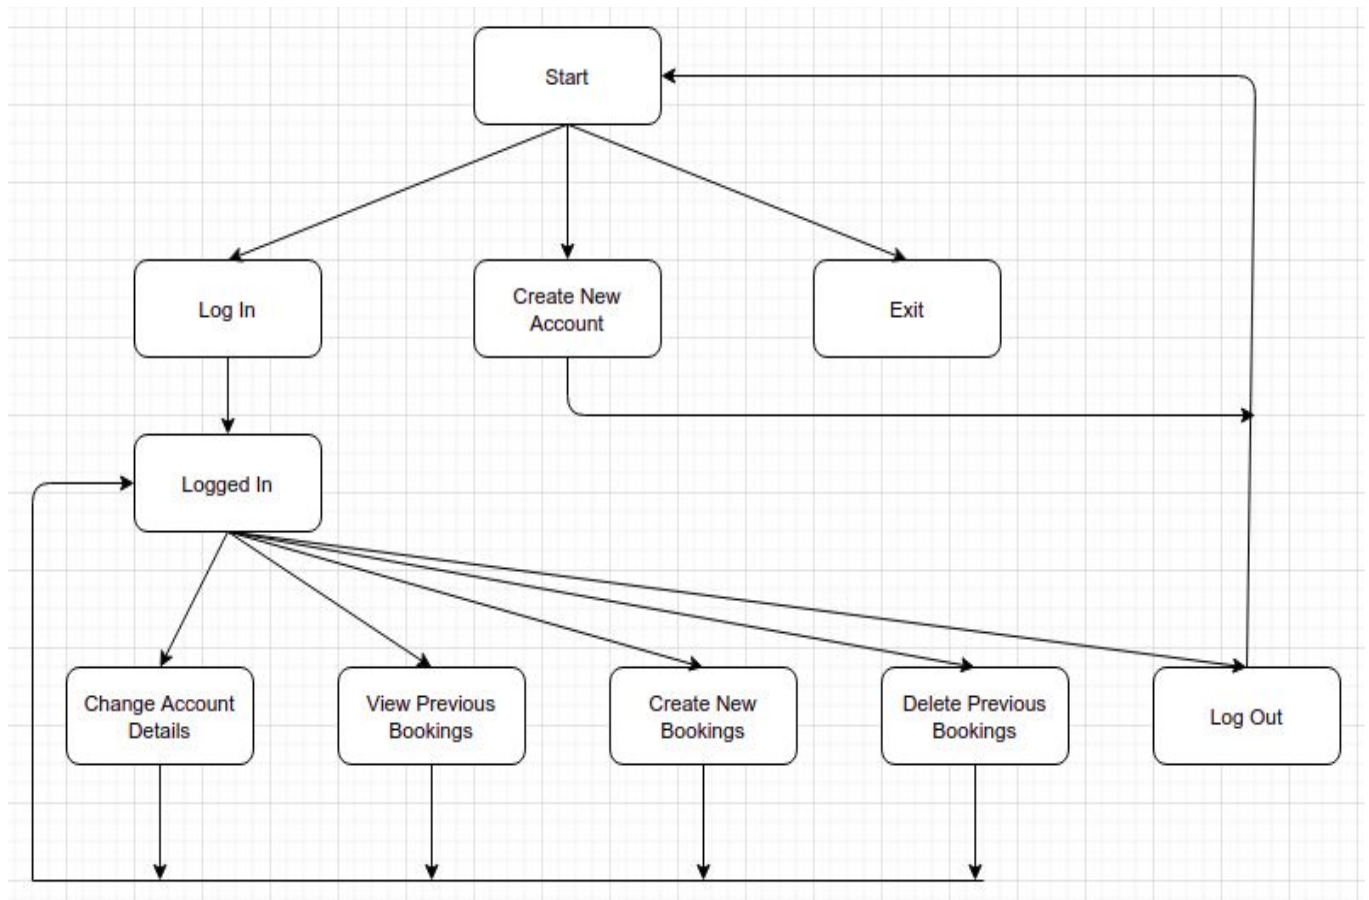 Start
Log In
Create New
Account
Exit
Logged In
Change Account
Details
View Previous
Bookings
Create New
Bookings
Delete Previous
Bookings
Log Out